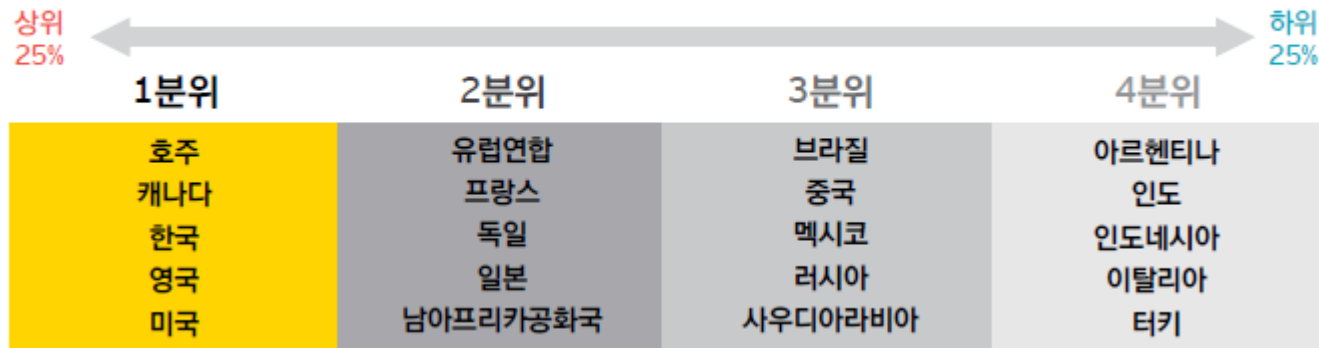 상위
25%
하위
25%
1분위 2분위 3분위 4분위
호주 유럽연합 브라질 아르헨티나
캐나다 프랑스 중국 인도
한국 독일 멕시코 인도네시아
영국 일본 러시아 이탈리아
미국 남아프리카공화국 사우디아라비아 터키